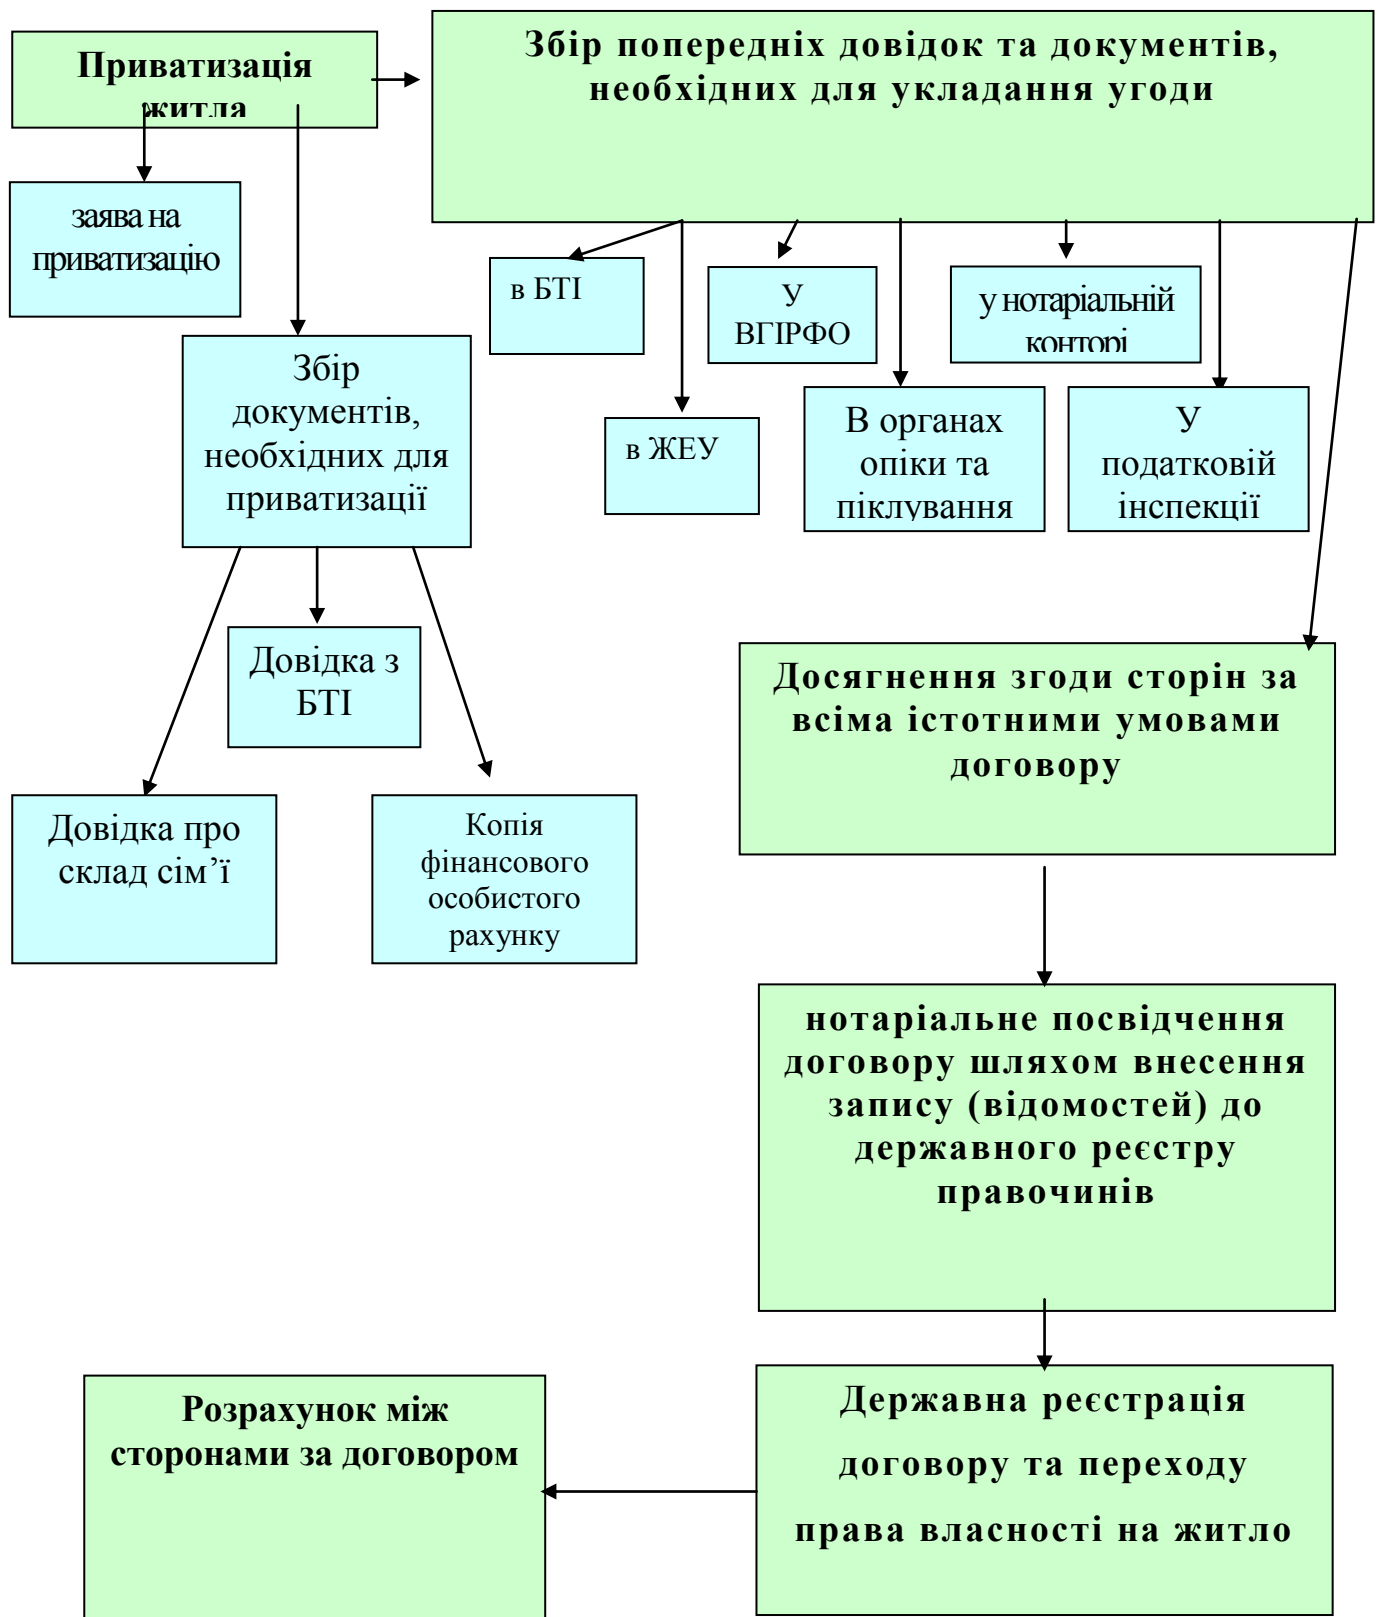 Приватизація
житла
Збір попередніх довідок та документів,
необхідних для укладання угоди
заява на
приватизацію
в БТІ
У
ВГІРФО
у нотаріальній
конторі
Збір
документів,
необхідних для
приватизації
в ЖЕУ
В органах
опіки та
піклування
У
податковій
інспекції
Довідка з
БТІ
Досягнення згоди сторін за
всіма істотними умовами
договору
Довідка про
склад сім’ї
Копія
фінансового
особистого
рахунку
нотаріальне посвідчення
договору шляхом внесення
запису (відомостей) до
державного реєстру
правочинів
Розрахунок між
сторонами за договором
Державна реєстрація
договору та переходу
права власності на житло